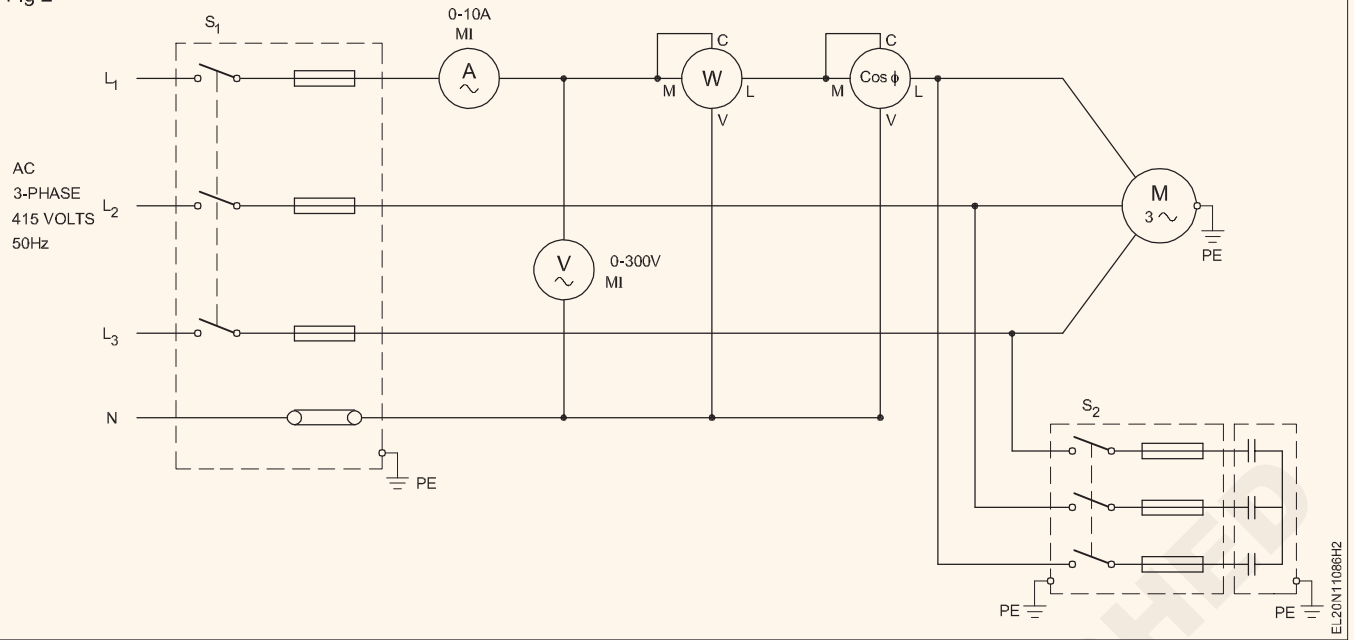 Fig 2
S1
0-10A
MI
A
C
W
M
L
V
C
Cos ϕ
M
L
V
L1
AC
3-PHASE
415 VOLTS
50Hz
L2
V
0-300V
MI
M
3
PE
L3
N
PE
S2
PE
PE
EL20N11086H2